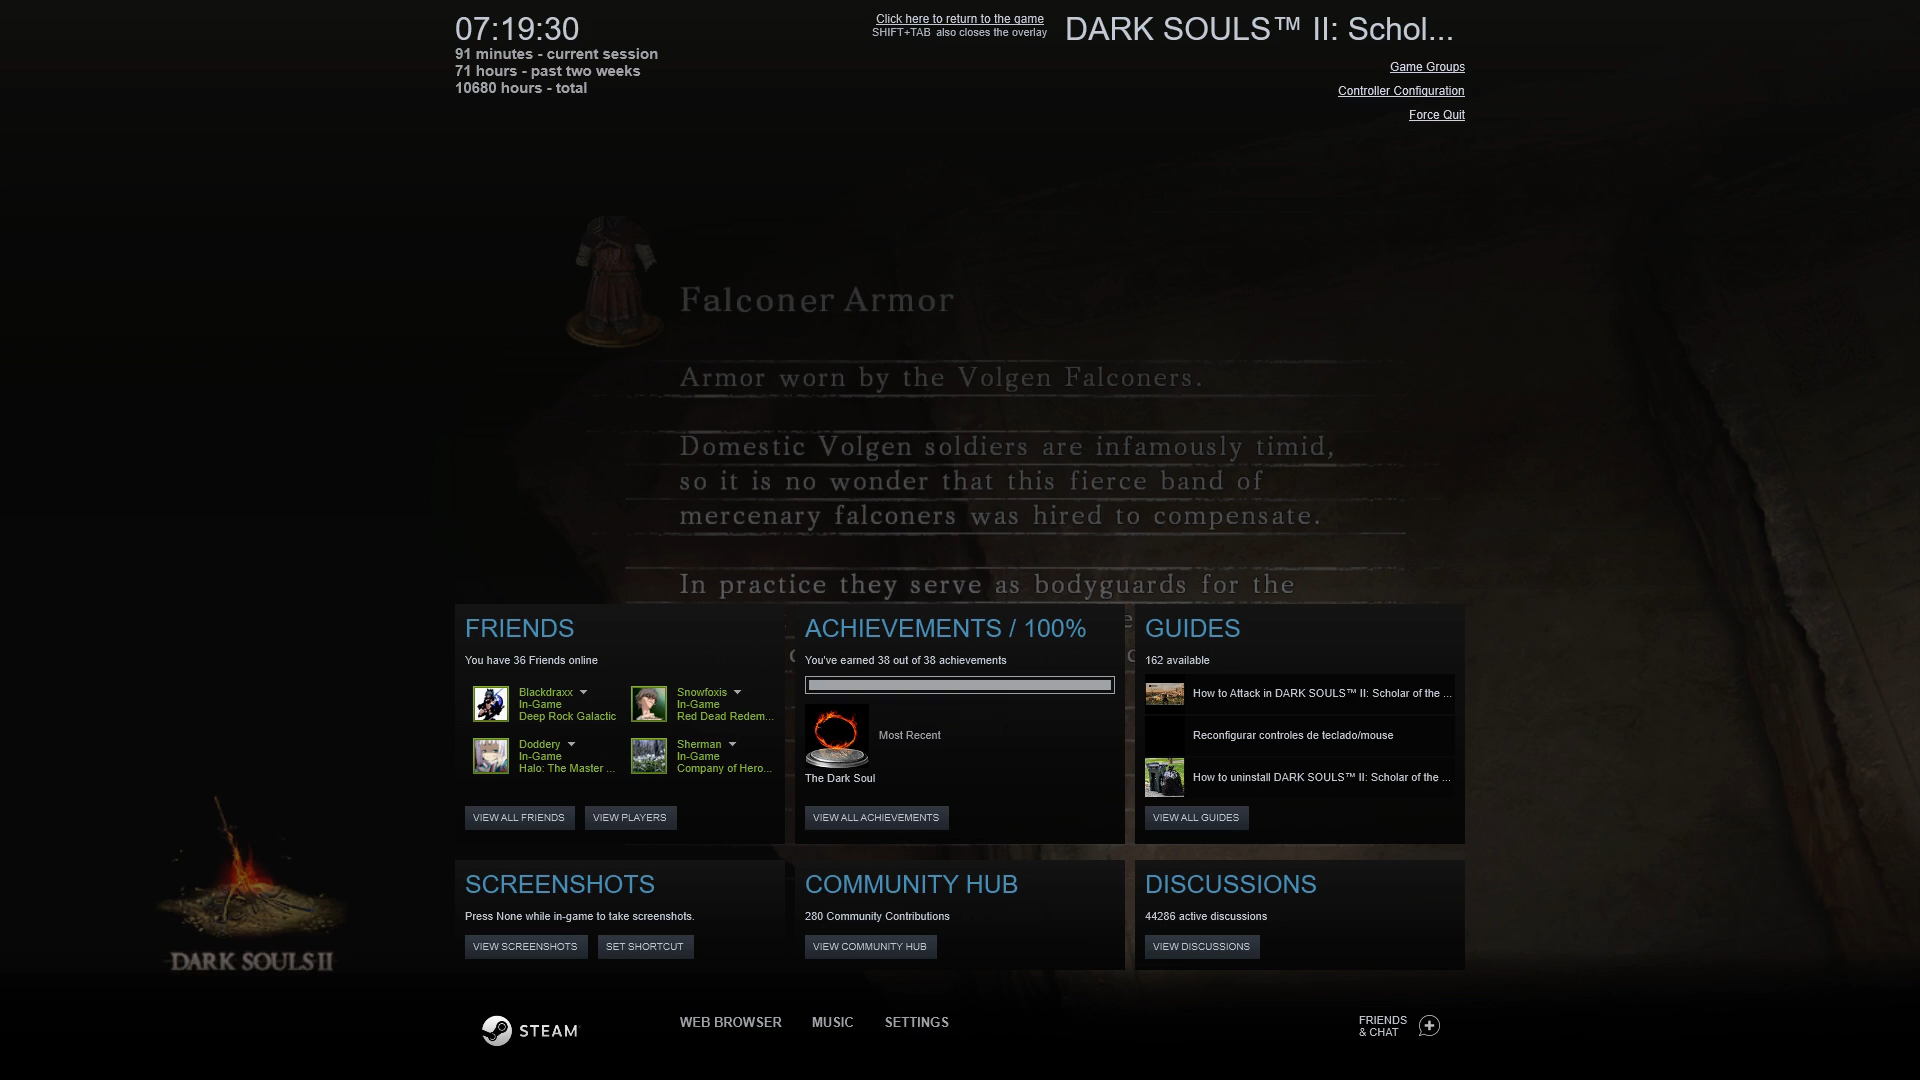 07:19:30
91 minutes - current session
71 hours - past two weeks
10680 hours - total
Click here to return to the game
SHIFT+TAB also closes the overlay
DARK SOULS™ II: Schol...
Game Groups
Controller Configuration
Force Quit
Falconer Armor
Armor worn by the Volgen Falconers.
Domestic Volgen soldiers are infamously timid,
so it is no wonder that this fierce band of
mercenary falconers was hired to compensate.
In practice they serve as bodyguards for the
FRIENDS
You have 36 Friends online
Blackdraxx
In-Game
Deep Rock Galactic
Snowfoxis
In-Game
Red Dead Redem...
Doddery
In-Game
Halo: The Master ...
Sherman
In-Game
Company of Hero...
VIEW ALL FRIENDS
VIEW PLAYERS
ACHIEVEMENTS / 100%
You've earned 38 out of 38 achievements
Most Recent
The Dark Soul
VIEW ALL ACHIEVEMENTS
GUIDES
162 available
How to Attack in DARK SOULS™ II: Scholar of the ...
Reconfigurar controles de teclado/mouse
How to uninstall DARK SOULS™ II: Scholar of the ...
VIEW ALL GUIDES
SCREENSHOTS
Press None while in-game to take screenshots.
VIEW SCREENSHOTS
SET SHORTCUT
COMMUNITY HUB
280 Community Contributions
VIEW COMMUNITY HUB
DISCUSSIONS
44286 active discussions
VIEW DISCUSSIONS
DARK SOULS II
STEAM
WEB BROWSER
MUSIC
SETTINGS
FRIENDS
& CHAT